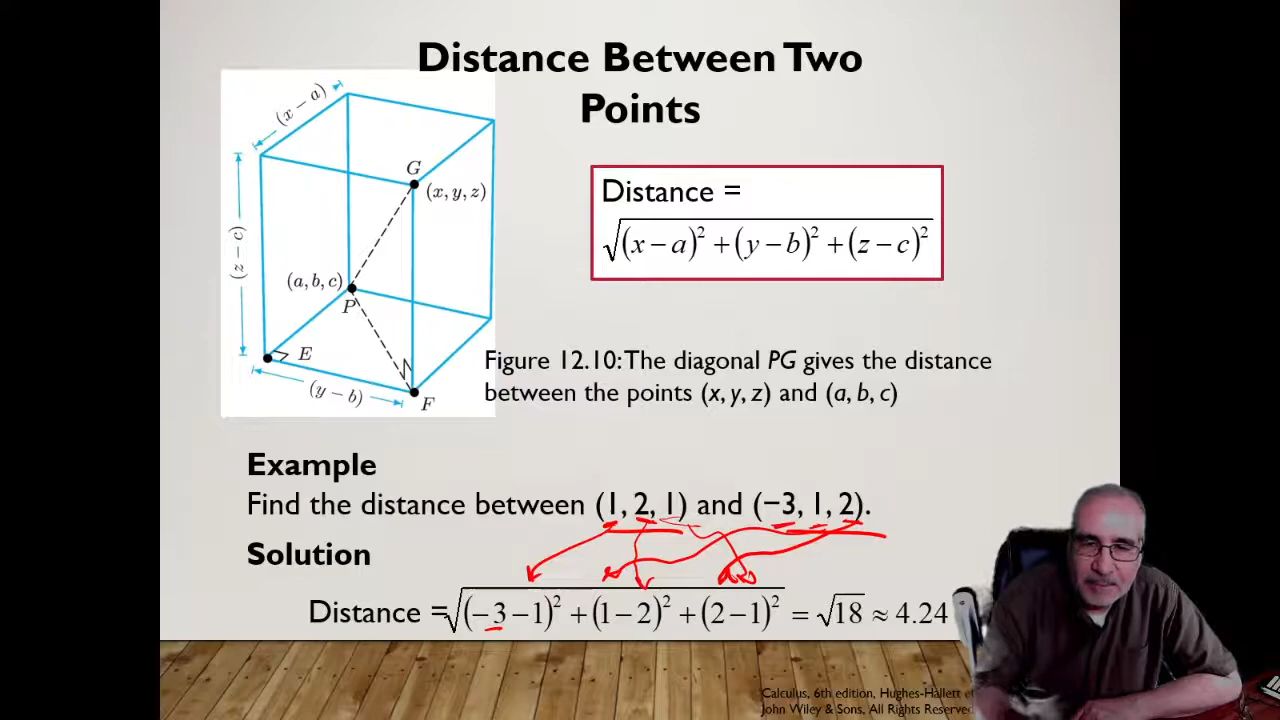 Distance Between Two
Points
(x − a)
G
(x, y, z)
(z − c)
(a, b, c)
P
E
(y − b)
F
Distance =
√(x − a)² + (y − b)² + (z − c)²
Figure 12.10: The diagonal PG gives the distance
between the points (x, y, z) and (a, b, c)
Example
Find the distance between (1, 2, 1) and (−3, 1, 2).
Solution
Distance = √(−3 − 1)² + (1 − 2)² + (2 − 1)² = √18 ≈ 4.24
Calculus, 6th edition, Hughes-Hallett
John Wiley & Sons, All Rights